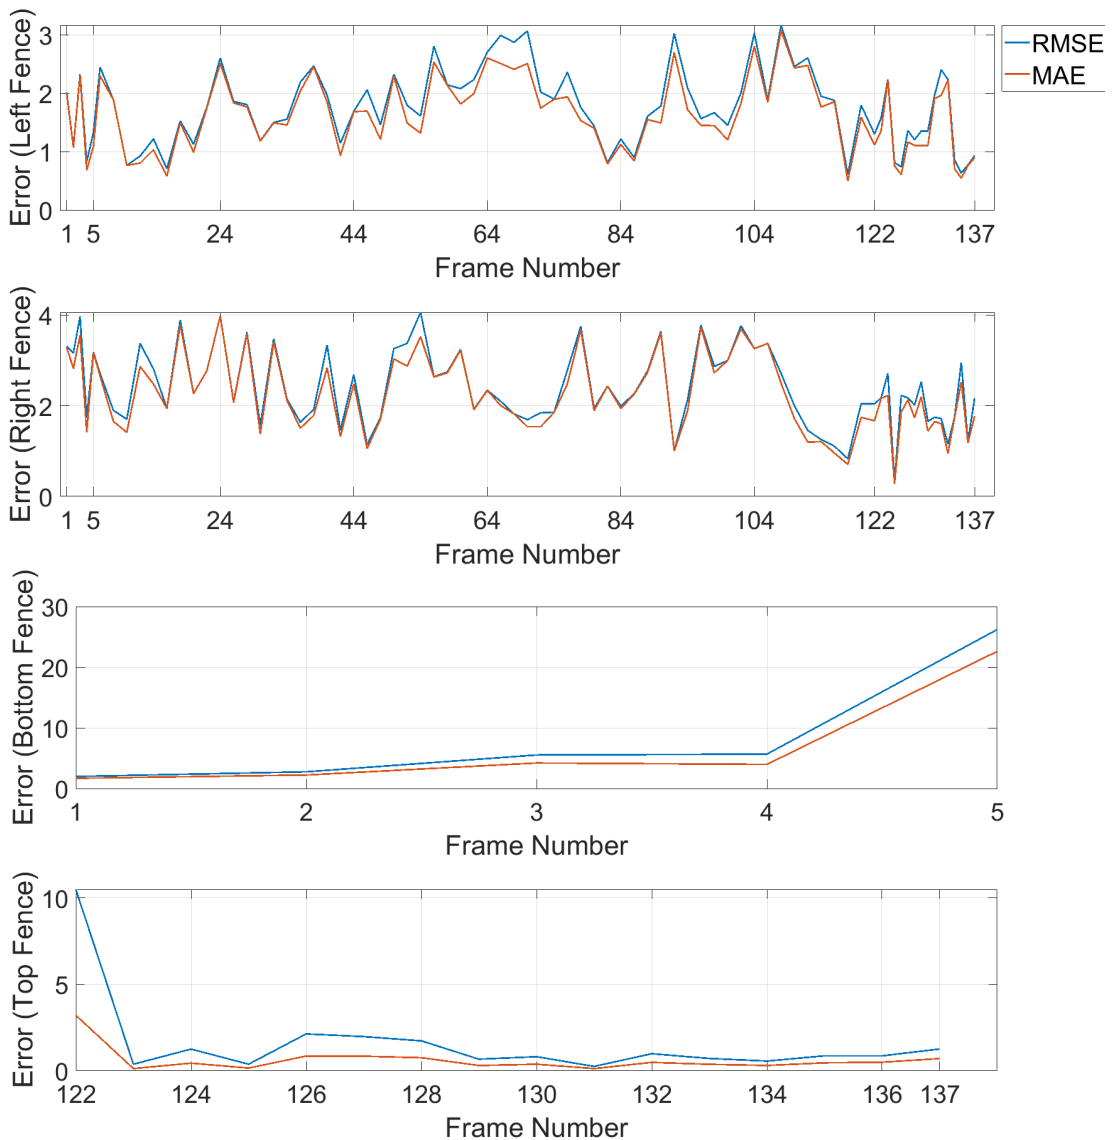 Error (Left Fence)
3
2
1
0
1 5 24 44 64 84 104 122 137
Frame Number
RMSE
MAE
Error (Right Fence)
4
2
0
1 5 24 44 64 84 104 122 137
Frame Number
Error (Bottom Fence)
30
20
10
0
1 2 3 4 5
Frame Number
Error (Top Fence)
10
5
0
122 124 126 128 130 132 134 136 137
Frame Number